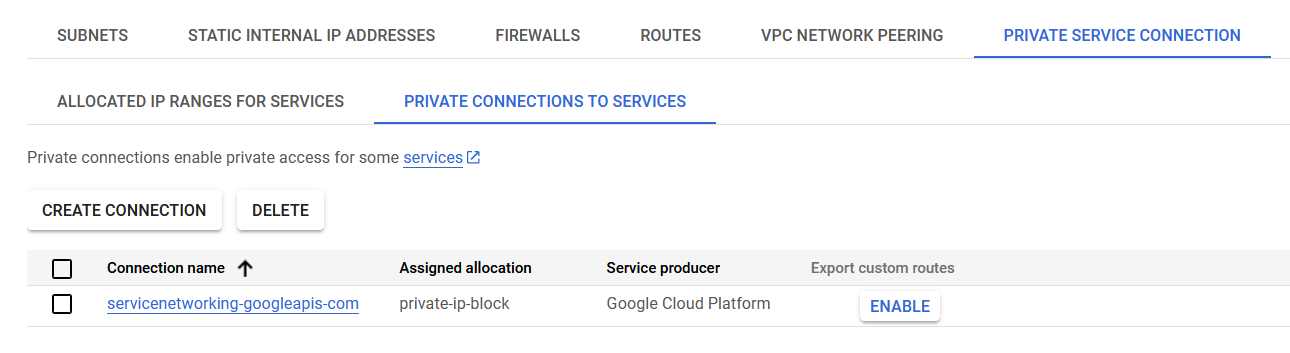 SUBNETS STATIC INTERNAL IP ADDRESSES FIREWALLS ROUTES VPC NETWORK PEERING PRIVATE SERVICE CONNECTION
ALLOCATED IP RANGES FOR SERVICES PRIVATE CONNECTIONS TO SERVICES
Private connections enable private access for some services
CREATE CONNECTION DELETE
Connection name Assigned allocation Service producer Export custom routes
servicenetworking-googleapis-com private-ip-block Google Cloud Platform ENABLE